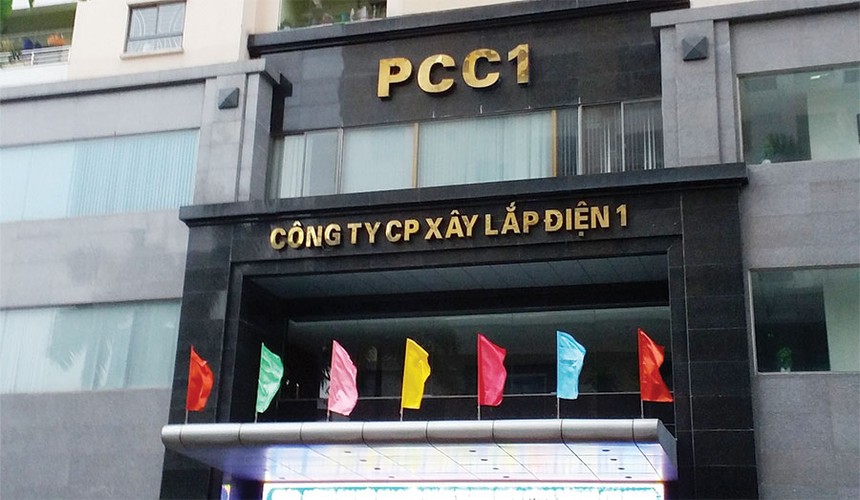 PCC1
CÔNG TY CP XÂY LẮP ĐIỆN 1